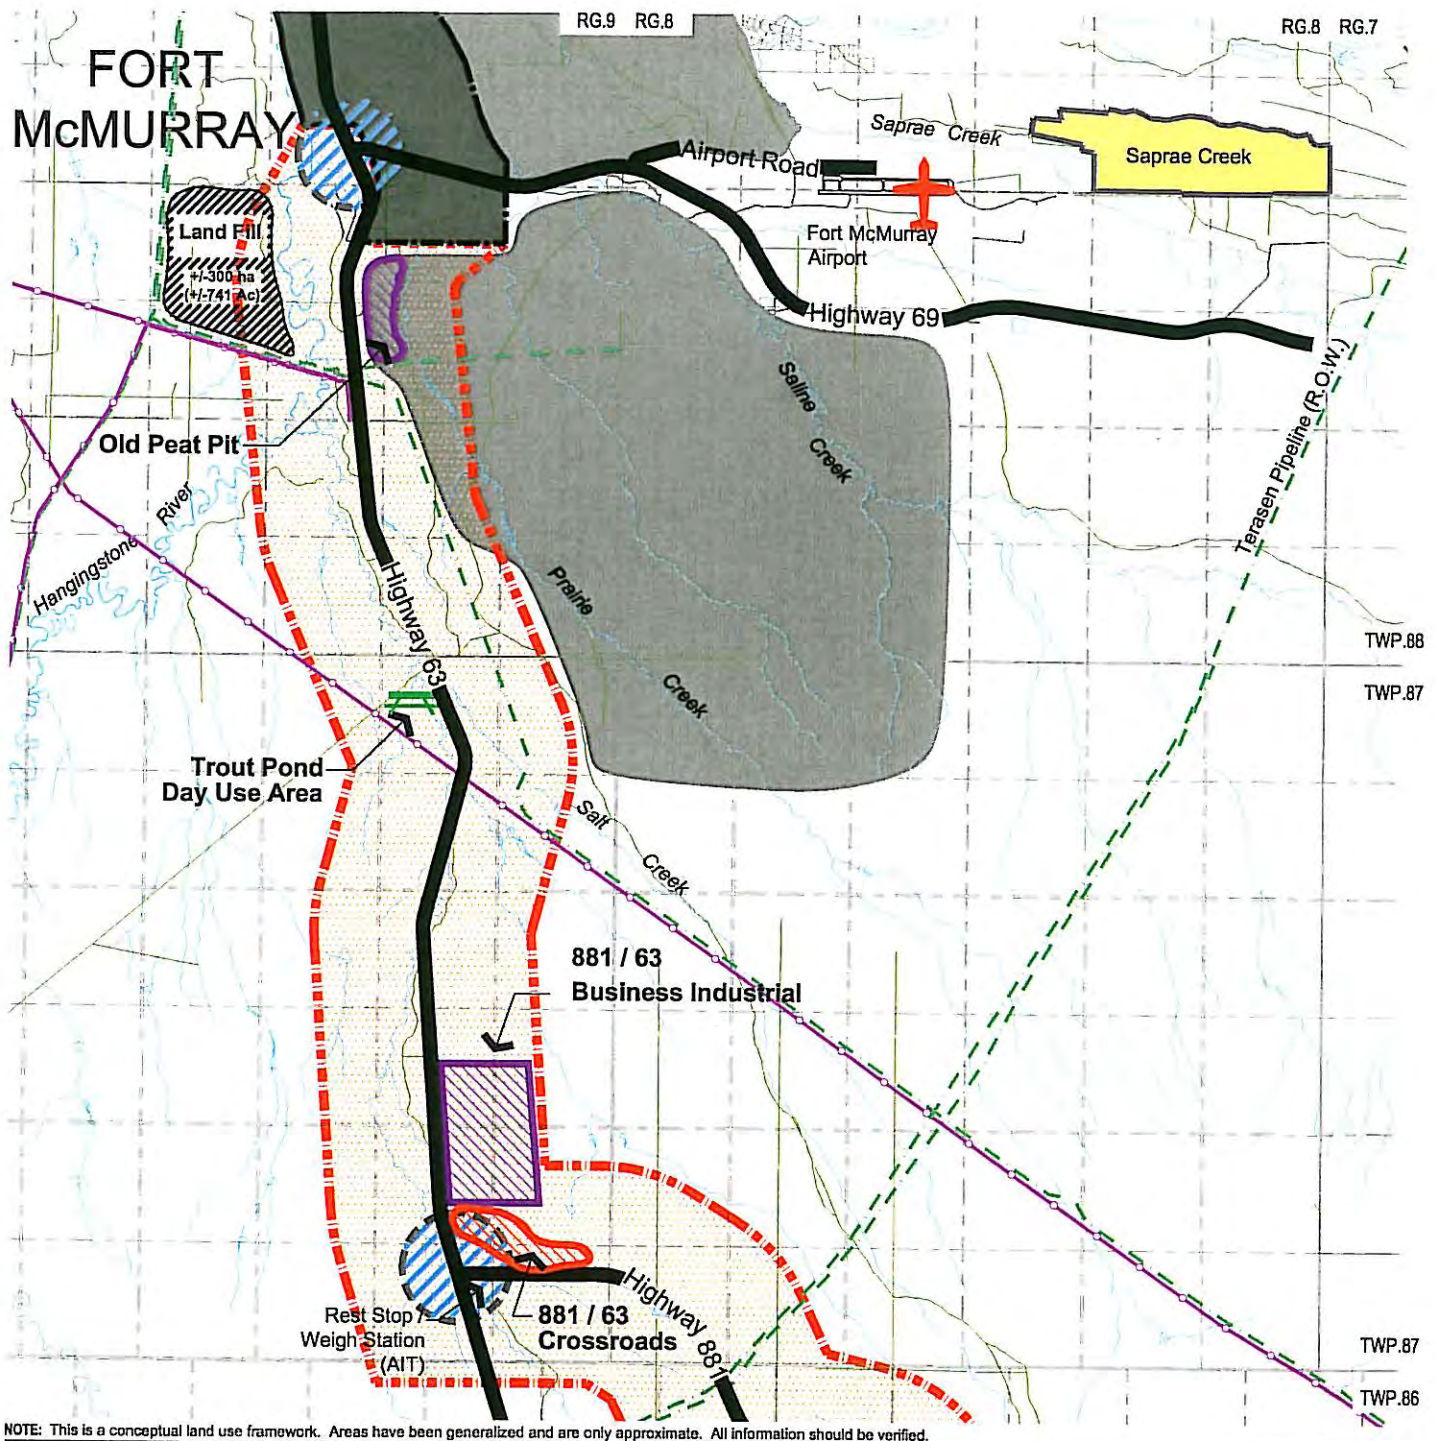 RG.9 RG.8
RG.8 RG.7
FORT
McMURRAY
Saprae Creek
Saprae Creek
Airport Road
Land Fill
+/-300 ha
(+/-741 Ac)
Fort McMurray
Airport
Highway 69
Saline
Creek
Terasen Pipeline (R.O.W.)
Old Peat Pit
Hangingstone River
Highway 63
Prairie
Creek
TWP.88
TWP.87
Trout Pond
Day Use Area
Salt
Creek
881 / 63
Business Industrial
Rest Stop /
Weigh Station
(AIT)
881 / 63
Crossroads
Highway 881
TWP.87
TWP.86
NOTE: This is a conceptual land use framework. Areas have been generalized and are only approximate. All information should be verified.